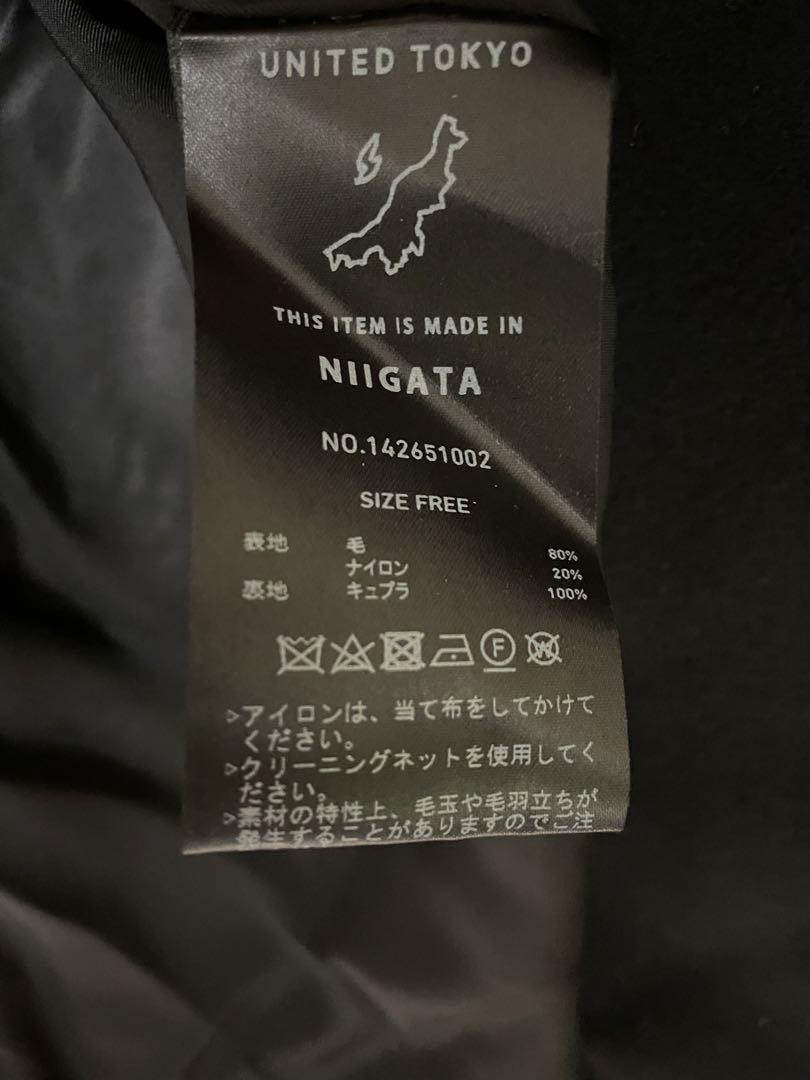 UNITED TOKYO
THIS ITEM IS MADE IN
NIIGATA
NO.142651002
SIZE FREE
表地 毛 80%
ナイロン 20%
裏地 キュプラ 100%
F W
>アイロンは、当て布をしてかけて
ください。
>クリーニングネットを使用してく
ださい。
>素材の特性上、毛玉や毛羽立ちが
発生することがありますのでご注